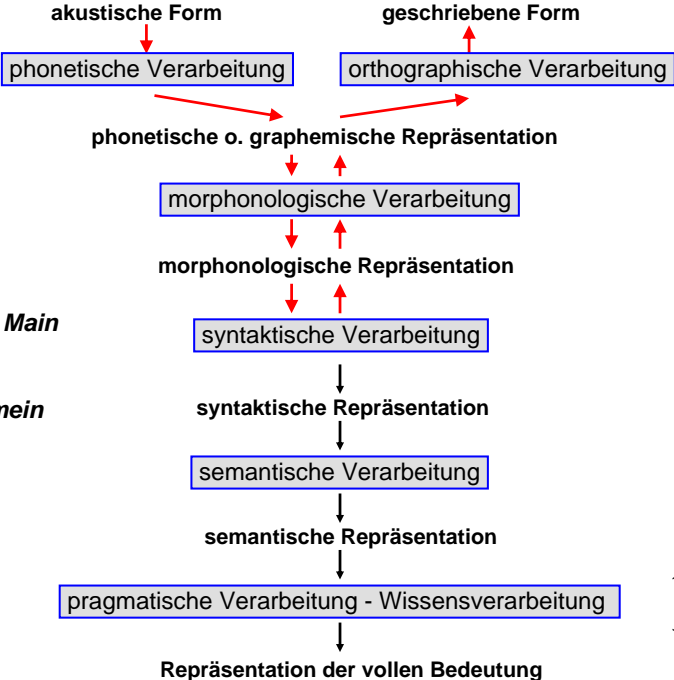 akustische Form
geschriebene Form
phonetische Verarbeitung
orthographische Verarbeitung
phonetische o. graphemische Repräsentation
morphonologische Verarbeitung
morphonologische Repräsentation
Main
syntaktische Verarbeitung
mein
syntaktische Repräsentation
semantische Verarbeitung
semantische Repräsentation
pragmatische Verarbeitung - Wissensverarbeitung
Repräsentation der vollen Bedeutung